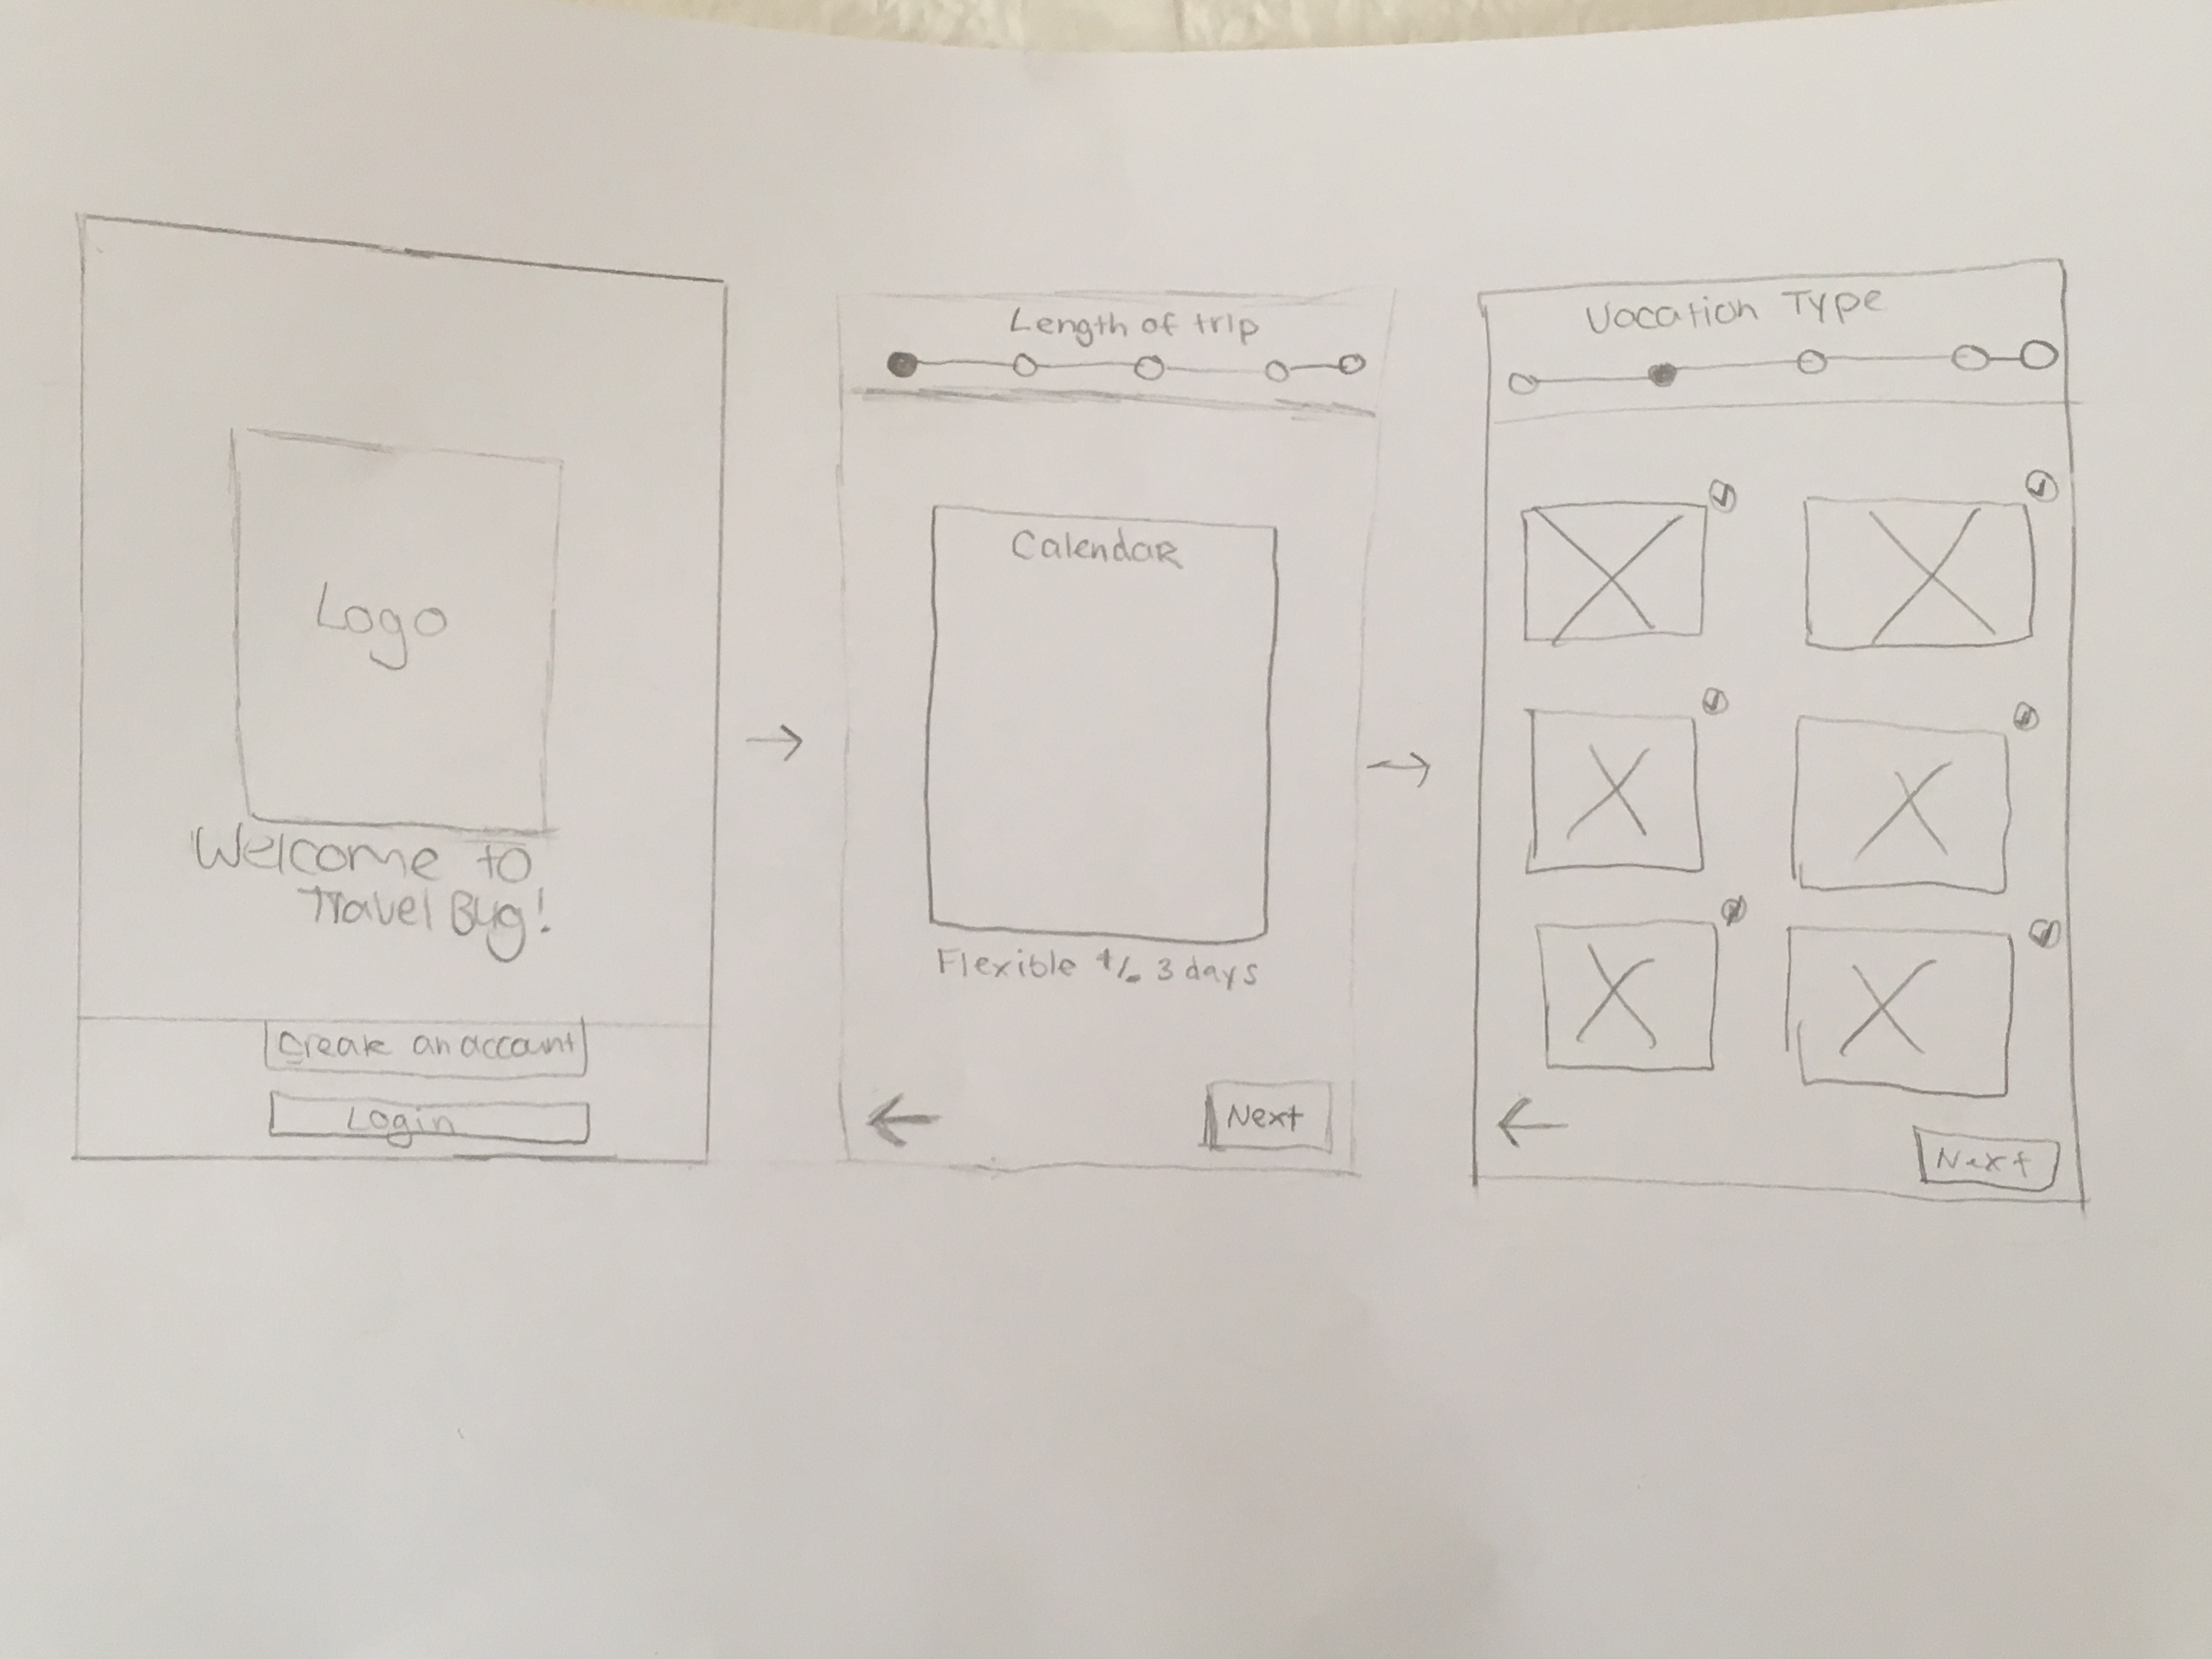 Logo
Welcome to
Travel Bug!
Create an account
Login
Length of trip
Calendar
Flexible +/- 3 days
Next
Vacation Type
Next